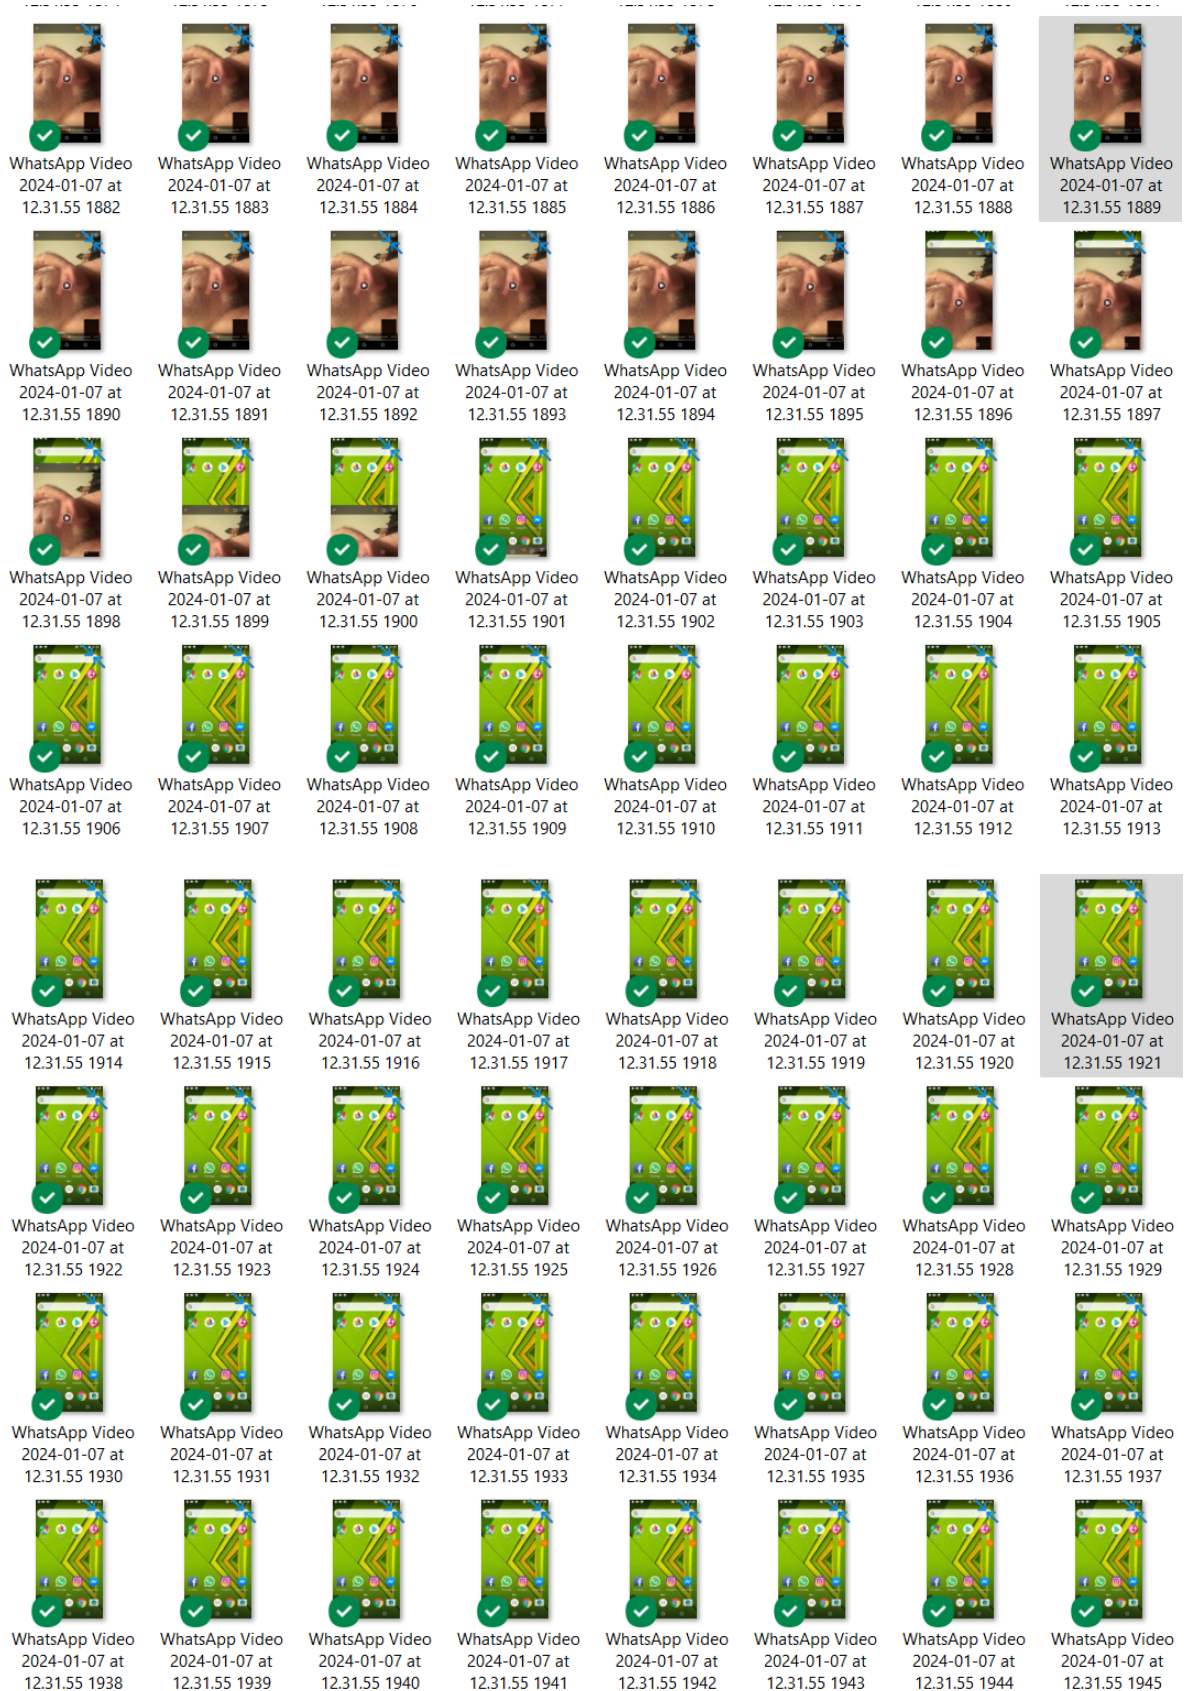 WhatsApp Video WhatsApp Video WhatsApp Video WhatsApp Video WhatsApp Video WhatsApp Video WhatsApp Video WhatsApp Video
2024-01-07 at 2024-01-07 at 2024-01-07 at 2024-01-07 at 2024-01-07 at 2024-01-07 at 2024-01-07 at 2024-01-07 at
12.31.55 1882 12.31.55 1883 12.31.55 1884 12.31.55 1885 12.31.55 1886 12.31.55 1887 12.31.55 1888 12.31.55 1889
WhatsApp Video WhatsApp Video WhatsApp Video WhatsApp Video WhatsApp Video WhatsApp Video WhatsApp Video WhatsApp Video
2024-01-07 at 2024-01-07 at 2024-01-07 at 2024-01-07 at 2024-01-07 at 2024-01-07 at 2024-01-07 at 2024-01-07 at
12.31.55 1890 12.31.55 1891 12.31.55 1892 12.31.55 1893 12.31.55 1894 12.31.55 1895 12.31.55 1896 12.31.55 1897
WhatsApp Video WhatsApp Video WhatsApp Video WhatsApp Video WhatsApp Video WhatsApp Video WhatsApp Video WhatsApp Video
2024-01-07 at 2024-01-07 at 2024-01-07 at 2024-01-07 at 2024-01-07 at 2024-01-07 at 2024-01-07 at 2024-01-07 at
12.31.55 1898 12.31.55 1899 12.31.55 1900 12.31.55 1901 12.31.55 1902 12.31.55 1903 12.31.55 1904 12.31.55 1905
WhatsApp Video WhatsApp Video WhatsApp Video WhatsApp Video WhatsApp Video WhatsApp Video WhatsApp Video WhatsApp Video
2024-01-07 at 2024-01-07 at 2024-01-07 at 2024-01-07 at 2024-01-07 at 2024-01-07 at 2024-01-07 at 2024-01-07 at
12.31.55 1906 12.31.55 1907 12.31.55 1908 12.31.55 1909 12.31.55 1910 12.31.55 1911 12.31.55 1912 12.31.55 1913
WhatsApp Video WhatsApp Video WhatsApp Video WhatsApp Video WhatsApp Video WhatsApp Video WhatsApp Video WhatsApp Video
2024-01-07 at 2024-01-07 at 2024-01-07 at 2024-01-07 at 2024-01-07 at 2024-01-07 at 2024-01-07 at 2024-01-07 at
12.31.55 1914 12.31.55 1915 12.31.55 1916 12.31.55 1917 12.31.55 1918 12.31.55 1919 12.31.55 1920 12.31.55 1921
WhatsApp Video WhatsApp Video WhatsApp Video WhatsApp Video WhatsApp Video WhatsApp Video WhatsApp Video WhatsApp Video
2024-01-07 at 2024-01-07 at 2024-01-07 at 2024-01-07 at 2024-01-07 at 2024-01-07 at 2024-01-07 at 2024-01-07 at
12.31.55 1922 12.31.55 1923 12.31.55 1924 12.31.55 1925 12.31.55 1926 12.31.55 1927 12.31.55 1928 12.31.55 1929
WhatsApp Video WhatsApp Video WhatsApp Video WhatsApp Video WhatsApp Video WhatsApp Video WhatsApp Video WhatsApp Video
2024-01-07 at 2024-01-07 at 2024-01-07 at 2024-01-07 at 2024-01-07 at 2024-01-07 at 2024-01-07 at 2024-01-07 at
12.31.55 1930 12.31.55 1931 12.31.55 1932 12.31.55 1933 12.31.55 1934 12.31.55 1935 12.31.55 1936 12.31.55 1937
WhatsApp Video WhatsApp Video WhatsApp Video WhatsApp Video WhatsApp Video WhatsApp Video WhatsApp Video WhatsApp Video
2024-01-07 at 2024-01-07 at 2024-01-07 at 2024-01-07 at 2024-01-07 at 2024-01-07 at 2024-01-07 at 2024-01-07 at
12.31.55 1938 12.31.55 1939 12.31.55 1940 12.31.55 1941 12.31.55 1942 12.31.55 1943 12.31.55 1944 12.31.55 1945